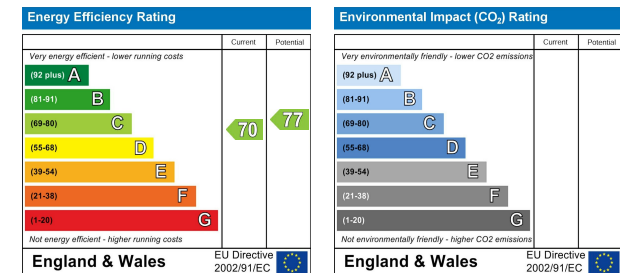 Energy Efficiency Rating
Current Potential
Very energy efficient - lower running costs
(92 plus) A
(81-91) B
(69-80) C
70
77
(55-68) D
(39-54) E
(21-38) F
(1-20) G
Not energy efficient - higher running costs
England & Wales
EU Directive
2002/91/EC
Environmental Impact (CO₂) Rating
Current Potential
Very environmentally friendly - lower CO2 emissions
(92 plus) A
(81-91) B
(69-80) C
(55-68) D
(39-54) E
(21-38) F
(1-20) G
Not environmentally friendly - higher CO2 emissions
England & Wales
EU Directive
2002/91/EC